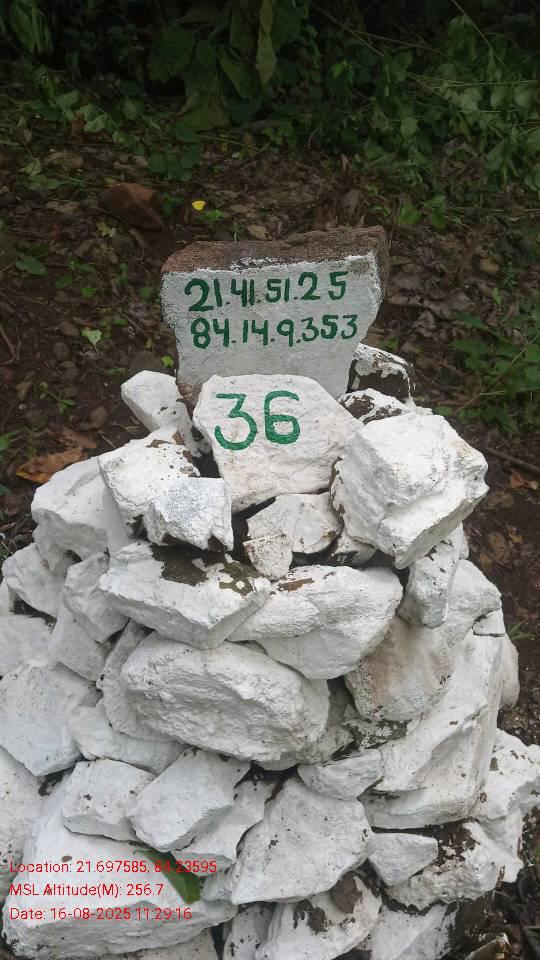 21.41.51.25
84.14.9.353
36
Location: 21.697585, 84.23595
MSL Altitude(M): 256.7
Date: 16-08-2025 11:29:16